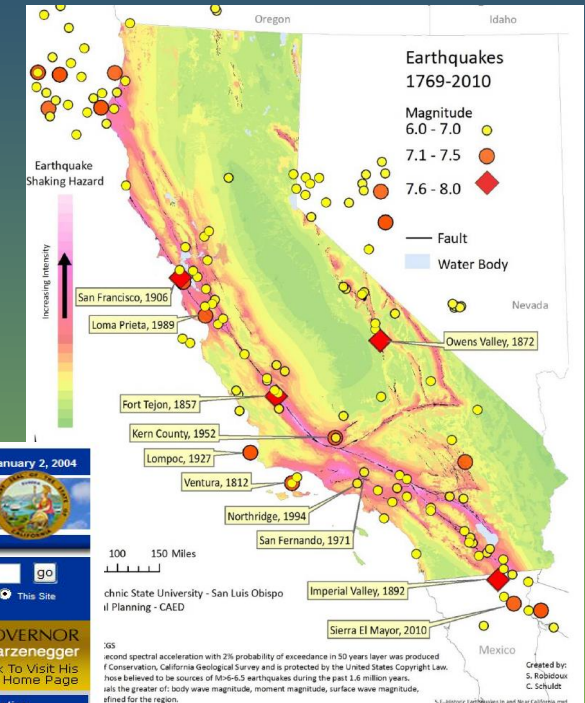 Oregon
Idaho
Earthquakes
1769-2010
Magnitude
6.0 - 7.0
7.1 - 7.5
7.6 - 8.0
Fault
Water Body
Earthquake
Shaking Hazard
Increasing Intensity
Nevada
San Francisco, 1906
Loma Prieta, 1989
Owens Valley, 1872
Fort Tejon, 1857
Kern County, 1952
Lompoc, 1927
Ventura, 1812
Northridge, 1994
San Fernando, 1971
Imperial Valley, 1892
Sierra El Mayor, 2010
Mexico
Created by:
S. Robidoux
C. Schuldt
100 150 Miles
chnic State University - San Luis Obispo
l Planning - CAED
econd spectral acceleration with 2% probability of exceedance in 50 years layer was produced
f Conservation, California Geological Survey and is protected by the United States Copyright Law.
hose believed to be sources of M>6-6.5 earthquakes during the past 1.6 million years.
als the greater of: body wave magnitude, moment magnitude, surface wave magnitude,
efined for the region.
anuary 2, 2004
go
This Site
OVERNOR
arzenegger
k To Visit His
Home Page